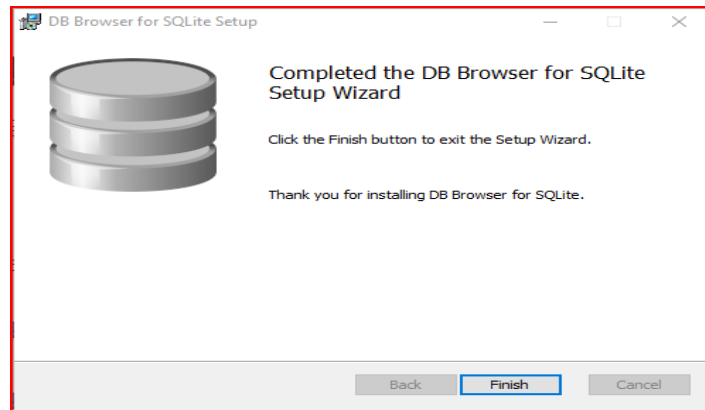 DB Browser for SQLite Setup
Completed the DB Browser for SQLite
Setup Wizard
Click the Finish button to exit the Setup Wizard.
Thank you for installing DB Browser for SQLite.
Back Finish Cancel